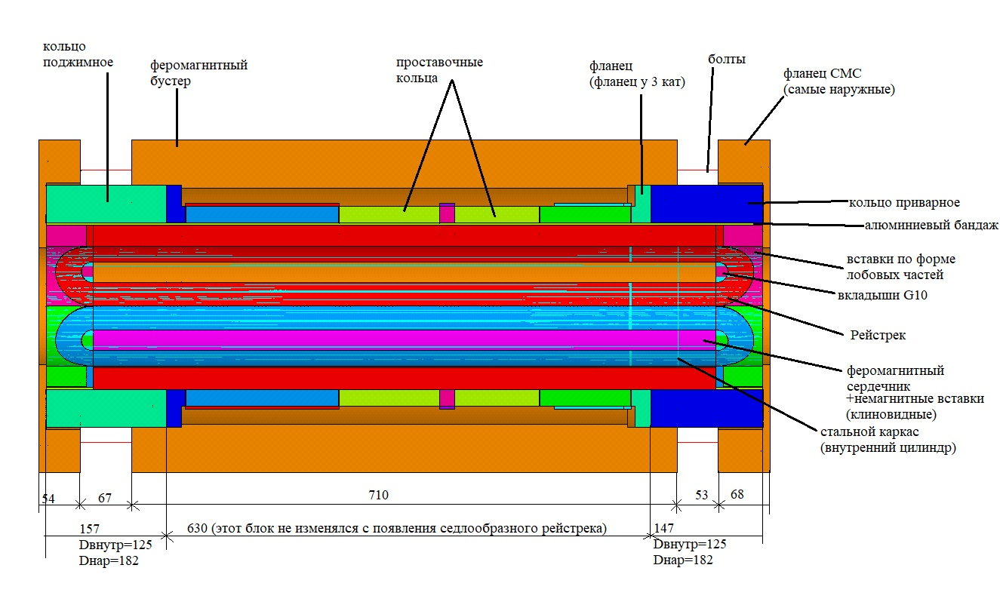 кольцо
поджимное
феромагнитный
бустер
проставочные
кольца
фланец
(фланец у 3 кат)
болты
фланец СМС
(самые наружные)
кольцо приварное
алюминиевый бандаж
вставки по форме
лобовых частей
вкладыши G10
Рейстрек
феромагнитный
сердечник
+немагнитные вставки
(клиновидные)
стальной каркас
(внутренний цилиндр)
54
67
710
53
68
157
630 (этот блок не изменялся с появления седлообразного рейстрека)
147
Dвнутр=125
Dнар=182
Dвнутр=125
Dнар=182